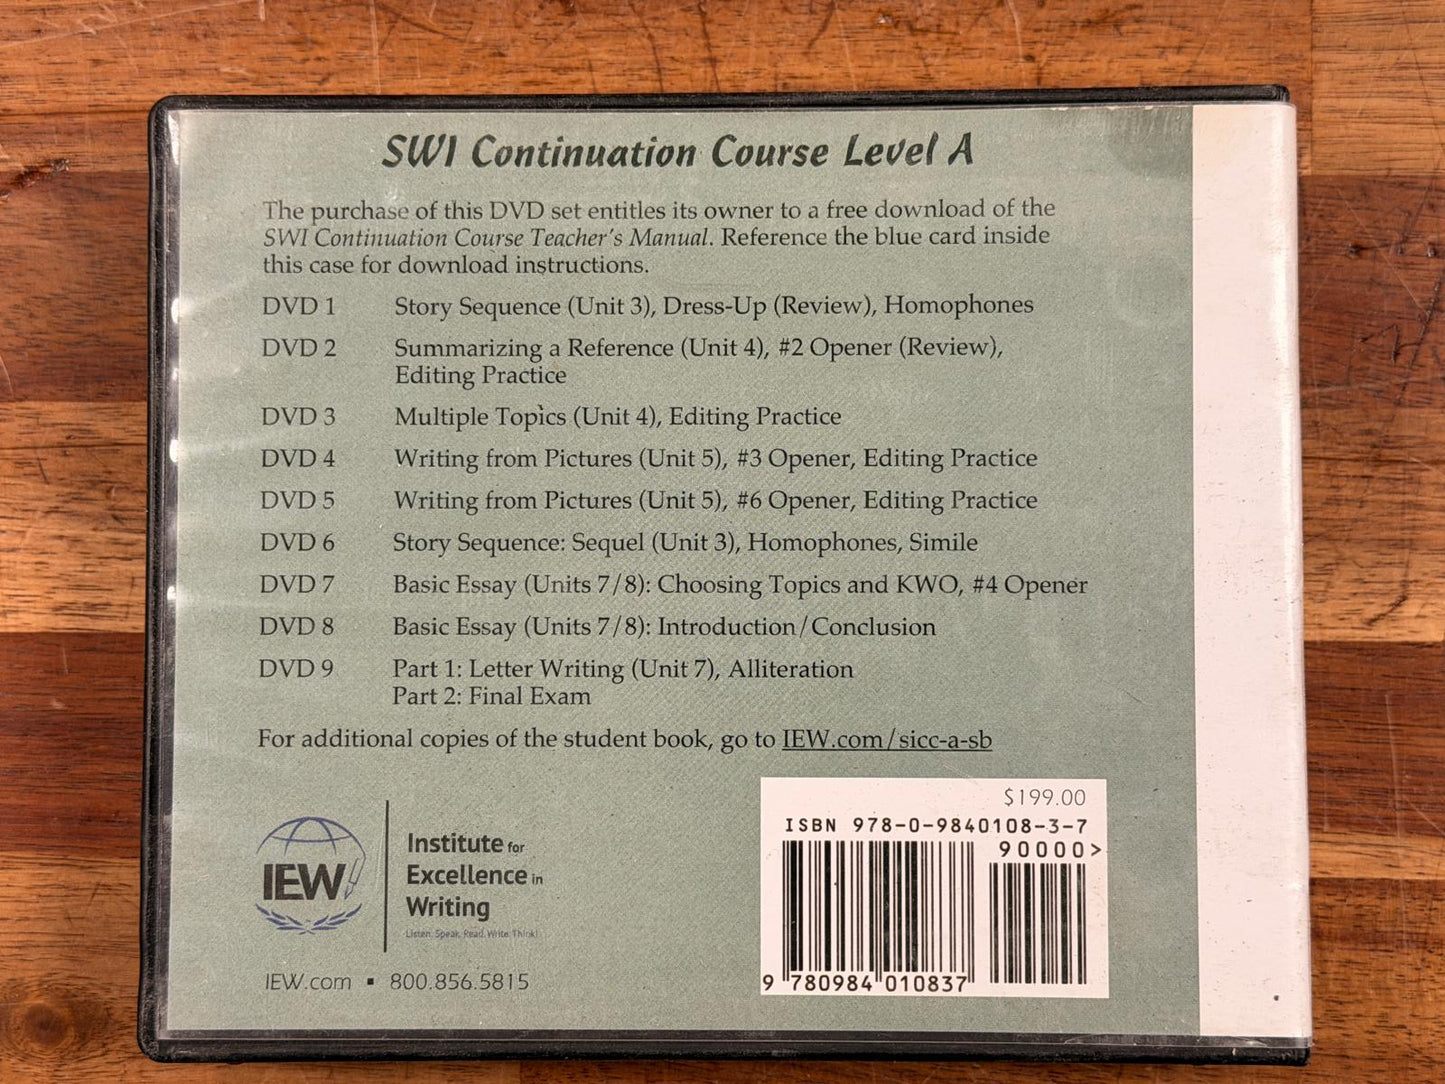 SWI Continuation Course Level A
The purchase of this DVD set entitles its owner to a free download of the
SWI Continuation Course Teacher's Manual. Reference the blue card inside
this case for download instructions.
DVD 1 Story Sequence (Unit 3), Dress-Up (Review), Homophones
DVD 2 Summarizing a Reference (Unit 4), #2 Opener (Review),
Editing Practice
DVD 3 Multiple Topics (Unit 4), Editing Practice
DVD 4 Writing from Pictures (Unit 5), #3 Opener, Editing Practice
DVD 5 Writing from Pictures (Unit 5), #6 Opener, Editing Practice
DVD 6 Story Sequence: Sequel (Unit 3), Homophones, Simile
DVD 7 Basic Essay (Units 7/8): Choosing Topics and KWO, #4 Opener
DVD 8 Basic Essay (Units 7/8): Introduction/Conclusion
DVD 9 Part 1: Letter Writing (Unit 7), Alliteration
Part 2: Final Exam
For additional copies of the student book, go to IEW.com/sicc-a-sb
IEW
Institute for
Excellence in
Writing
Listen. Speak. Read. Write. Think!
IEW.com ▪ 800.856.5815
$199.00
ISBN 978-0-9840108-3-7
90000>
9 780984 010837